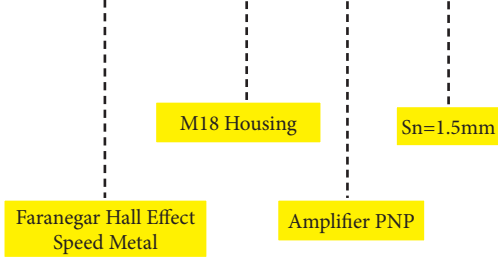 M18 Housing
Sn=1.5mm
Faranegar Hall Effect
Speed Metal
Amplifier PNP